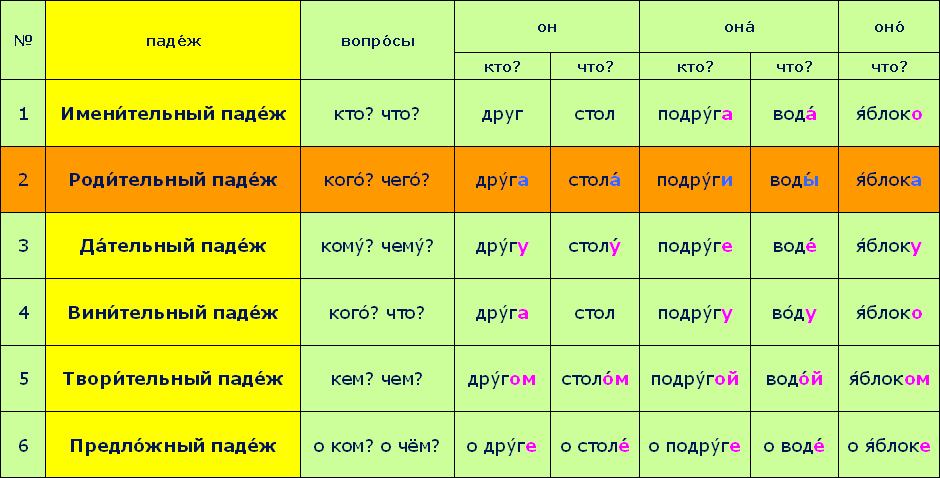 № паде́ж вопро́сы он она́ оно́
кто? что? кто? что? что?
1 Имени́тельный паде́ж кто? что? друг стол подру́га вода́ я́блоко
2 Роди́тельный паде́ж кого́? чего́? дру́га стола́ подру́ги воды́ я́блока
3 Да́тельный паде́ж кому́? чему́? дру́гу столу́ подру́ге воде́ я́блоку
4 Вини́тельный паде́ж кого́? что? дру́га стол подру́гу во́ду я́блоко
5 Твори́тельный паде́ж кем? чем? дру́гом столо́м подру́гой водо́й я́блоком
6 Предло́жный паде́ж о ком? о чём? о дру́ге о столе́ о подру́ге о воде́ о я́блоке